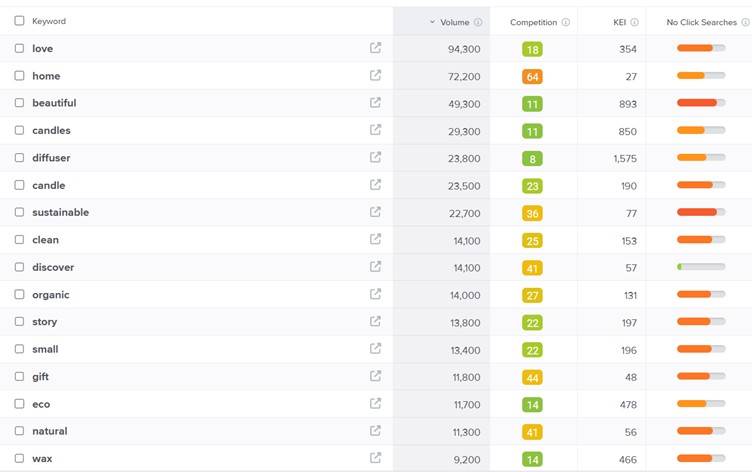 Keyword Volume Competition KEI No Click Searches
love 94,300 18 354
home 72,200 64 27
beautiful 49,300 11 893
candles 29,300 11 850
diffuser 23,800 8 1,575
candle 23,500 23 190
sustainable 22,700 36 77
clean 14,100 25 153
discover 14,100 41 57
organic 14,000 27 131
story 13,800 22 197
small 13,400 22 196
gift 11,800 44 48
eco 11,700 14 478
natural 11,300 41 56
wax 9,200 14 466